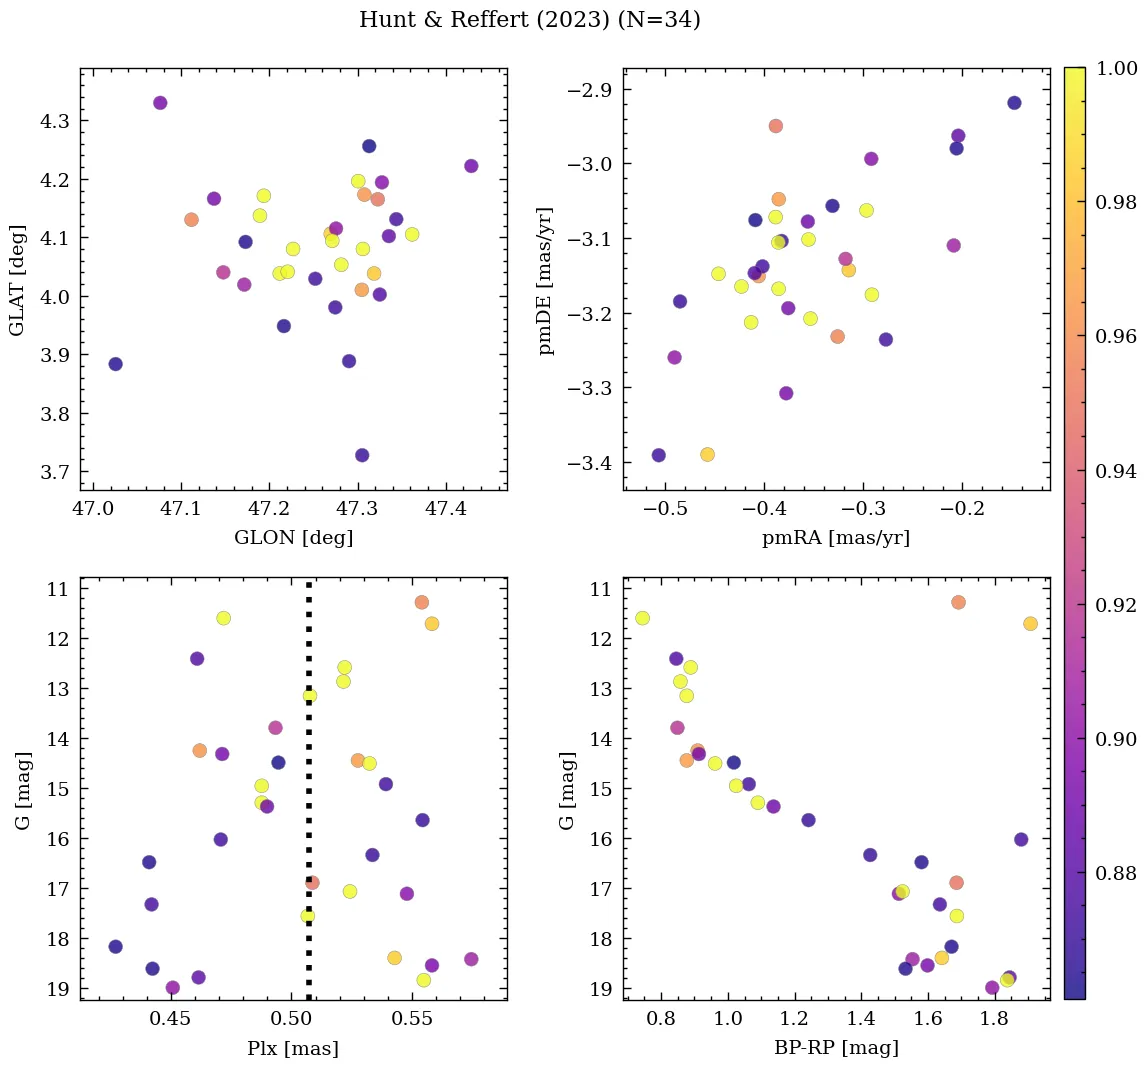 Hunt & Reffert (2023) (N=34)
4.3
4.2
4.1
4.0
3.9
3.8
3.7
GLAT [deg]
47.0 47.1 47.2 47.3 47.4
GLON [deg]
−2.9
−3.0
−3.1
−3.2
−3.3
−3.4
pmDE [mas/yr]
−0.5 −0.4 −0.3 −0.2
pmRA [mas/yr]
1.00
0.98
0.96
0.94
0.92
0.90
0.88
11
12
13
14
15
16
17
18
19
G [mag]
0.45 0.50 0.55
Plx [mas]
11
12
13
14
15
16
17
18
19
G [mag]
0.8 1.0 1.2 1.4 1.6 1.8
BP-RP [mag]